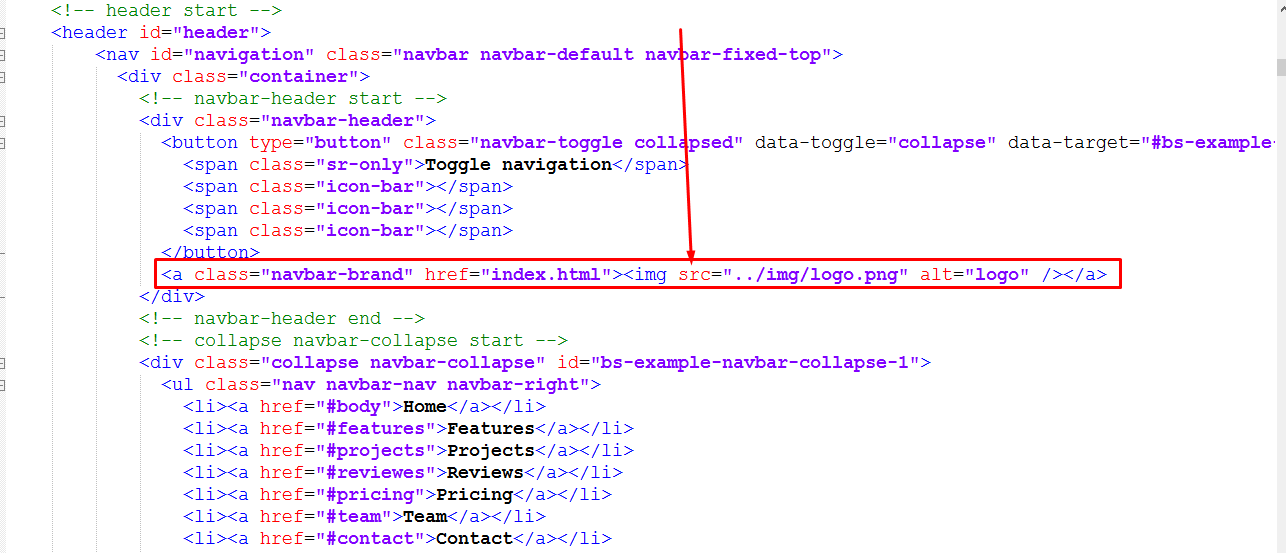 <!-- header start -->
<header id="header">
<nav id="navigation" class="navbar navbar-default navbar-fixed-top">
<div class="container">
<!-- navbar-header start -->
<div class="navbar-header">
<button type="button" class="navbar-toggle collapsed" data-toggle="collapse" data-target="#bs-example-
<span class="sr-only">Toggle navigation</span>
<span class="icon-bar"></span>
<span class="icon-bar"></span>
<span class="icon-bar"></span>
</button>
<a class="navbar-brand" href="index.html"><img src="../img/logo.png" alt="logo" /></a>
</div>
<!-- navbar-header end -->
<!-- collapse navbar-collapse start -->
<div class="collapse navbar-collapse" id="bs-example-navbar-collapse-1">
<ul class="nav navbar-nav navbar-right">
<li><a href="#body">Home</a></li>
<li><a href="#features">Features</a></li>
<li><a href="#projects">Projects</a></li>
<li><a href="#reviewes">Reviews</a></li>
<li><a href="#pricing">Pricing</a></li>
<li><a href="#team">Team</a></li>
<li><a href="#contact">Contact</a></li>